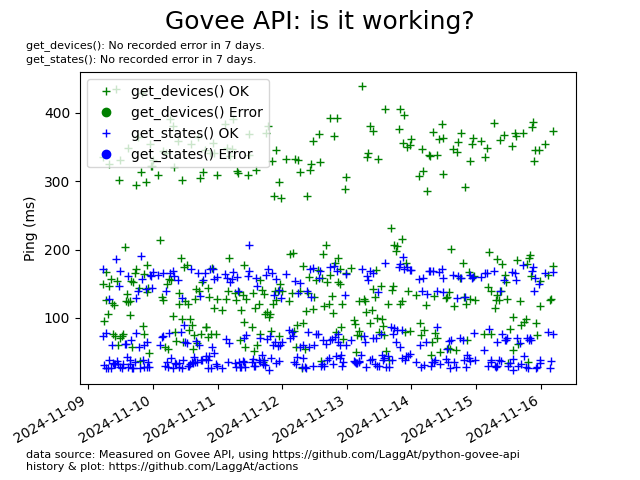 Govee API: is it working?
get_devices(): No recorded error in 7 days.
get_states(): No recorded error in 7 days.
get_devices() OK
get_devices() Error
get_states() OK
get_states() Error
Ping (ms)
400
300
200
100
2024-11-09
2024-11-10
2024-11-11
2024-11-12
2024-11-13
2024-11-14
2024-11-15
2024-11-16
data source: Measured on Govee API, using https://github.com/LaggAt/python-govee-api
history & plot: https://github.com/LaggAt/actions